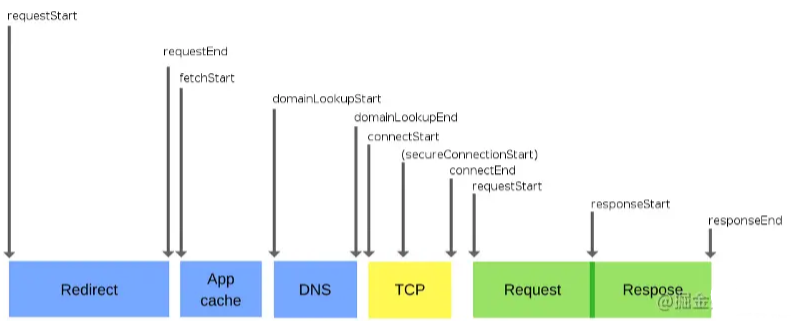 requestStart
requestEnd
fetchStart
domainLookupStart
domainLookupEnd
connectStart
(secureConnectionStart)
connectEnd
requestStart
responseStart
responseEnd
Redirect
App
cache
DNS
TCP
Request
Respose
@掘金